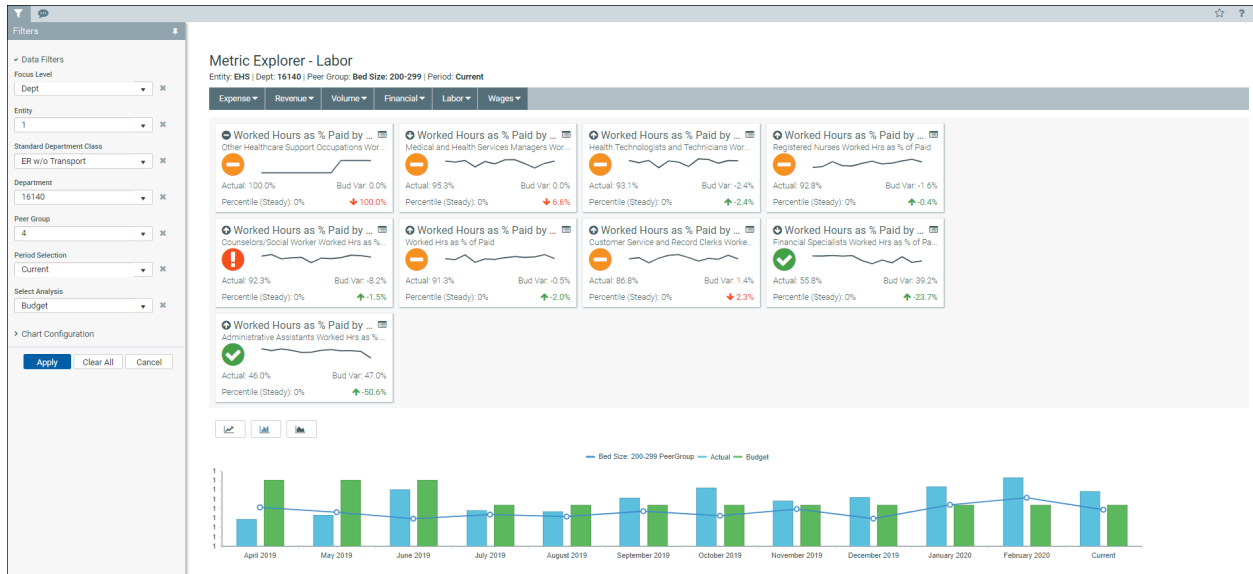 ?
Filters
Data Filters
Focus Level
Dept
Entity
1
Standard Department Class
ER w/o Transport
Department
16140
Peer Group
4
Period Selection
Current
Select Analysis
Budget
Chart Configuration
Apply Clear All Cancel
Metric Explorer - Labor
Entity: EHS | Dept: 16140 | Peer Group: Bed Size: 200-299 | Period: Current
Expense Revenue Volume Financial Labor Wages
Worked Hours as % Paid by ...
Other Healthcare Support Occupations Wor...
Actual: 100.0% Bud Var: 0.0%
Percentile (Steady): 0% 100.0%
Worked Hours as % Paid by ...
Medical and Health Services Managers Wor...
Actual: 95.3% Bud Var: 0.0%
Percentile (Steady): 0% 6.6%
Worked Hours as % Paid by ...
Health Technologists and Technicians Wor...
Actual: 93.1% Bud Var: -2.4%
Percentile (Steady): 0% -2.4%
Worked Hours as % Paid by ...
Registered Nurses Worked Hrs as % of Paid
Actual: 92.8% Bud Var: -1.6%
Percentile (Steady): 0% -0.4%
Worked Hours as % Paid by ...
Counselors/Social Worker Worked Hrs as %...
Actual: 92.3% Bud Var: -8.2%
Percentile (Steady): 0% -1.5%
Worked Hours as % Paid by ...
Worked Hrs as % of Paid
Actual: 91.3% Bud Var: -0.5%
Percentile (Steady): 0% -2.0%
Worked Hours as % Paid by ...
Customer Service and Record Clerks Worke...
Actual: 86.8% Bud Var: 1.4%
Percentile (Steady): 0% 2.3%
Worked Hours as % Paid by ...
Financial Specialists Worked Hrs as % of Pa...
Actual: 55.8% Bud Var: 39.2%
Percentile (Steady): 0% -23.7%
Worked Hours as % Paid by ...
Administrative Assistants Worked Hrs as % ...
Actual: 46.0% Bud Var: 47.0%
Percentile (Steady): 0% -50.6%
Bed Size: 200-299 PeerGroup Actual Budget
1
1
1
1
1
1
1
1
1
April 2019 May 2019 June 2019 July 2019 August 2019 September 2019 October 2019 November 2019 December 2019 January 2020 February 2020 Current